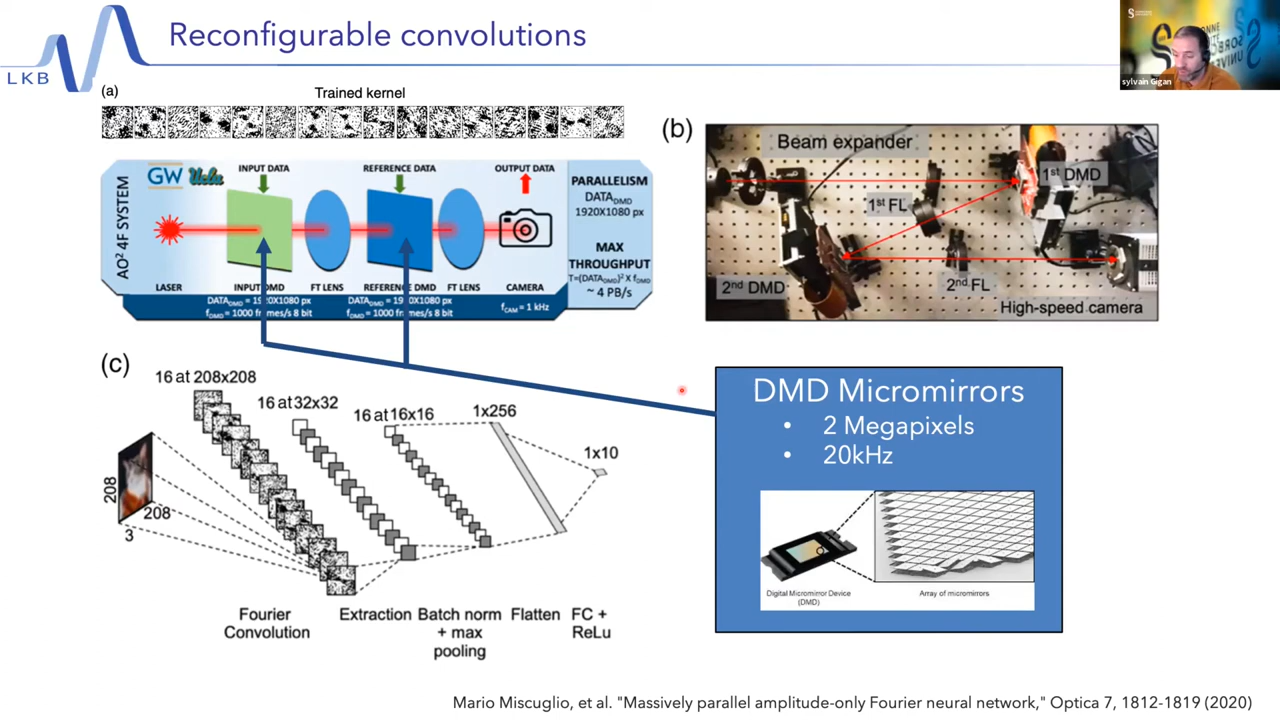 Reconfigurable convolutions
LKB
sylvain Gigan
(a)
Trained kernel
AO² 4F SYSTEM
GW UCLA
INPUT DATA
REFERENCE DATA
OUTPUT DATA
LASER
INPUT DMD
FT LENS
REFERENCE DMD
FT LENS
CAMERA
DATA_DMD = 1920X1080 px
f_DMD = 1000 frames/s 8 bit
DATA_DMD = 1920X1080 px
f_DMD = 1000 frames/s 8 bit
f_CAM = 1 kHz
PARALLELISM
DATA_DMD
1920X1080 px
MAX
THROUGHPUT
T=(DATA_DMD)² X f_DMD
~ 4 PB/s
(b)
Beam expander
1st DMD
1st FL
2nd DMD
2nd FL
High-speed camera
(c)
16 at 208x208
16 at 32x32
16 at 16x16
1x256
1x10
208
208
3
Fourier
Convolution
Extraction
Batch norm
+ max
pooling
Flatten
FC +
ReLu
DMD Micromirrors
• 2 Megapixels
• 20kHz
Digital Micromirror Device
(DMD)
Array of micromirrors
Mario Miscuglio, et al. "Massively parallel amplitude-only Fourier neural network," Optica 7, 1812-1819 (2020)